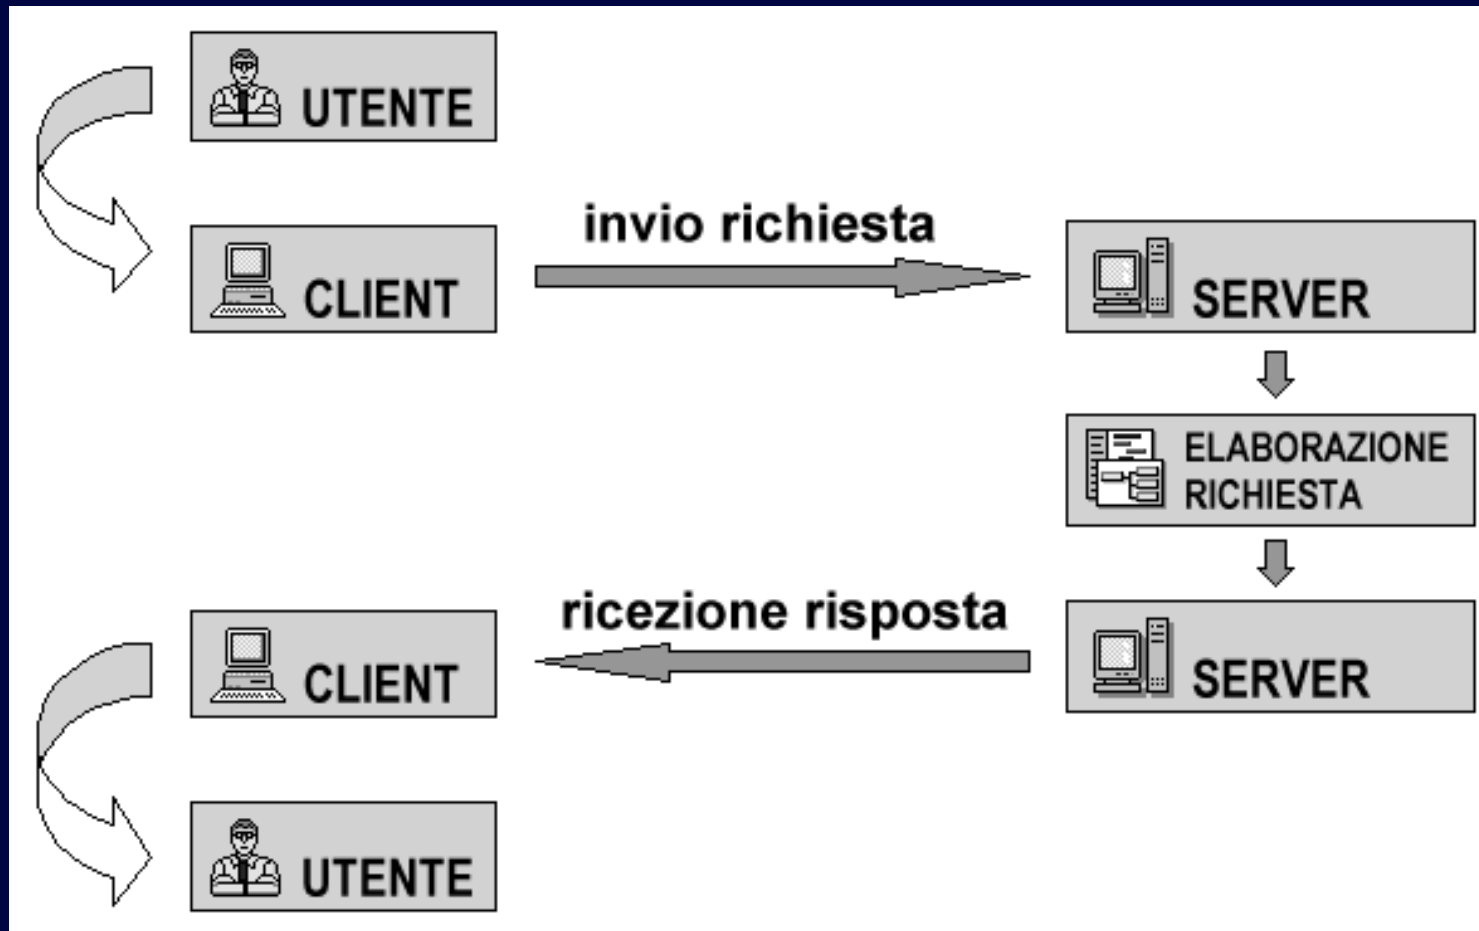 UTENTE
CLIENT
invio richiesta
SERVER
ELABORAZIONE
RICHIESTA
SERVER
ricezione risposta
CLIENT
UTENTE